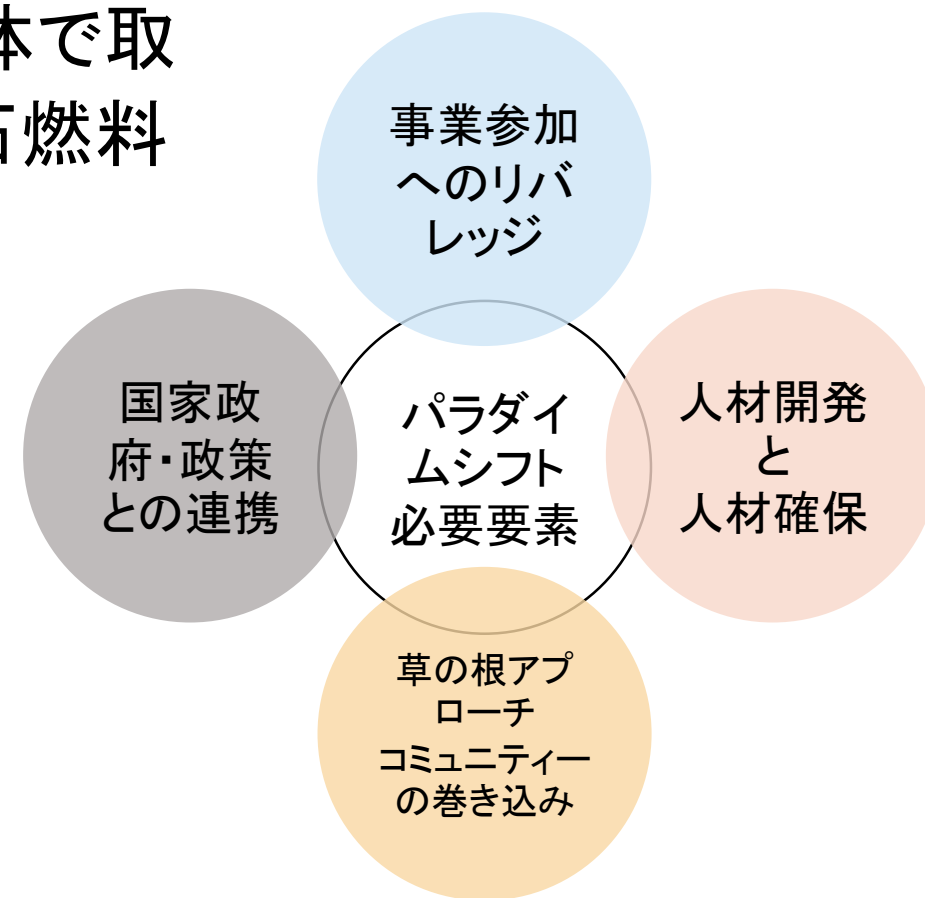 体で取
石燃料
事業参加
へのリバ
レッジ
国家政
府・政策
との連携
パラダイ
ムシフト
必要要素
人材開発
と
人材確保
草の根アプ
ローチ
コミュニティー
の巻き込み